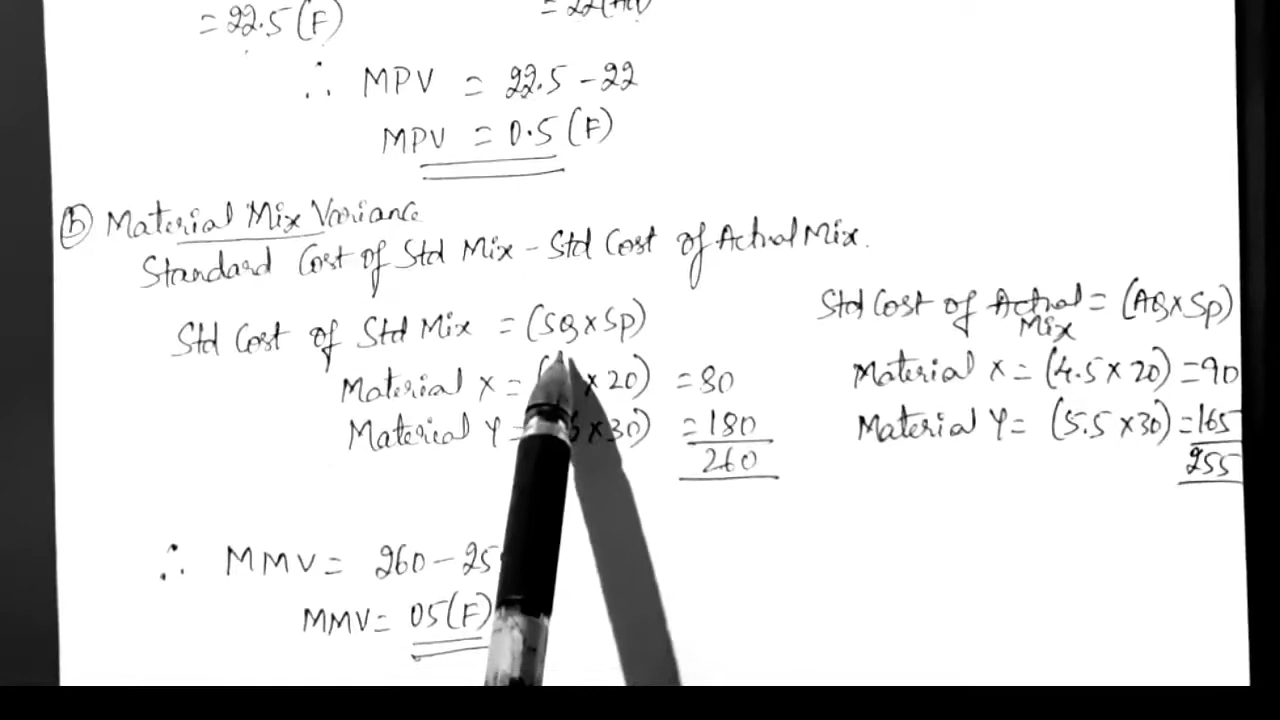 = 22.5 (F)
∴ MPV = 22.5 - 22
MPV = 0.5 (F)
(b) Material Mix Variance
Standard Cost of Std Mix - Std Cost of Actual Mix.
Std Cost of Std Mix = (SQ x SP)
Material X = ( x 20) = 80
Material Y = 6 x 30) = 180
260
Std Cost of Actual = (AQ x SP)
Mix
Material X = (4.5 x 20) = 90
Material Y = (5.5 x 30) = 165
255
∴ MMV = 260 - 25
MMV = 05 (F)